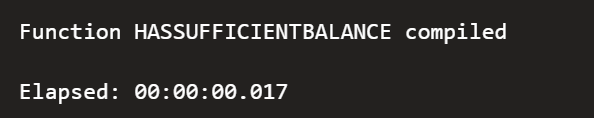 Function HASSUFFICIENTBALANCE compiled
Elapsed: 00:00:00.017